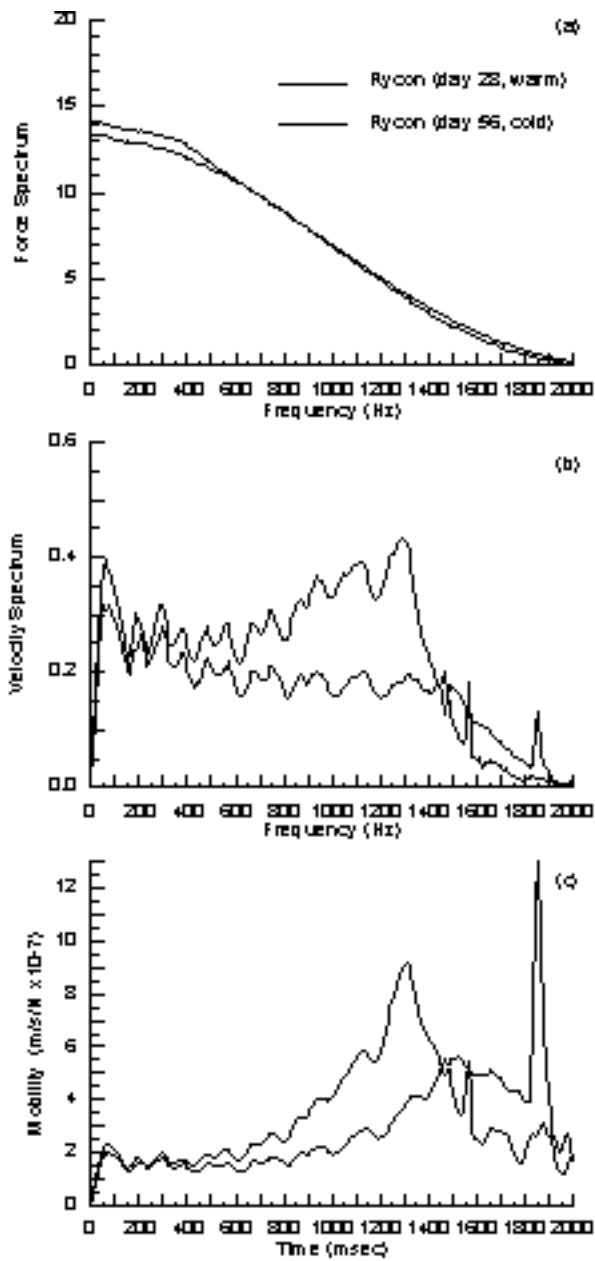 20
(a)
Rycon (day 28, warm)
15
Rycon (day 56, cold)
10
5
0
Force Spectrum
0 200 400 600 800 1000 1200 1400 1600 1800 2000
Frequency (Hz)
0.6
(b)
0.4
0.2
0.0
Velocity Spectrum
0 200 400 600 800 1000 1200 1400 1600 1800 2000
Frequency (Hz)
12
(c)
10
8
6
4
2
0
Mobility (m/s/N x10-7)
0 200 400 600 800 1000 1200 1400 1600 1800 2000
Time (msec)